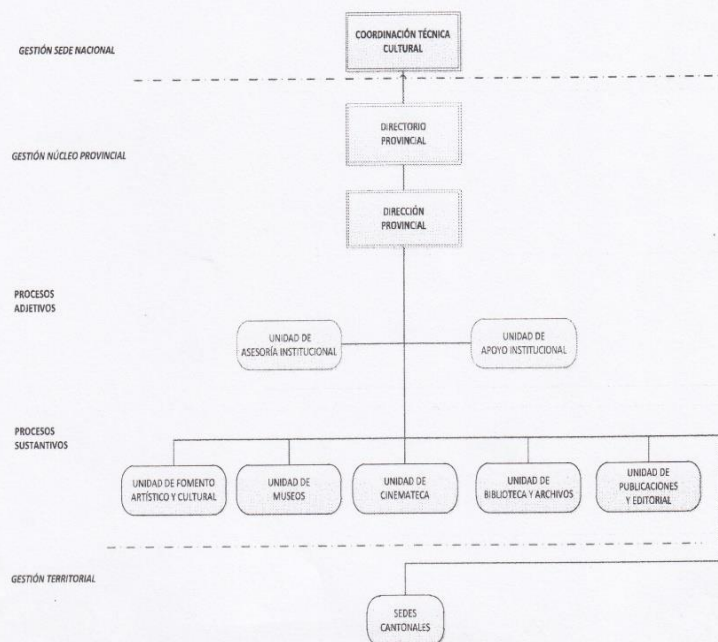 COORDINACIÓN TÉCNICA
CULTURAL
GESTIÓN SEDE NACIONAL
DIRECTORIO
PROVINCIAL
GESTIÓN NÚCLEO PROVINCIAL
DIRECCIÓN
PROVINCIAL
PROCESOS
ADJETIVOS
UNIDAD DE
ASESORÍA INSTITUCIONAL
UNIDAD DE
APOYO INSTITUCIONAL
PROCESOS
SUSTANTIVOS
UNIDAD DE FOMENTO
ARTÍSTICO Y CULTURAL
UNIDAD DE
MUSEOS
UNIDAD DE
CINEMATECA
UNIDAD DE
BIBLIOTECA Y ARCHIVOS
UNIDAD DE
PUBLICACIONES
Y EDITORIAL
GESTIÓN TERRITORIAL
SEDES
CANTONALES